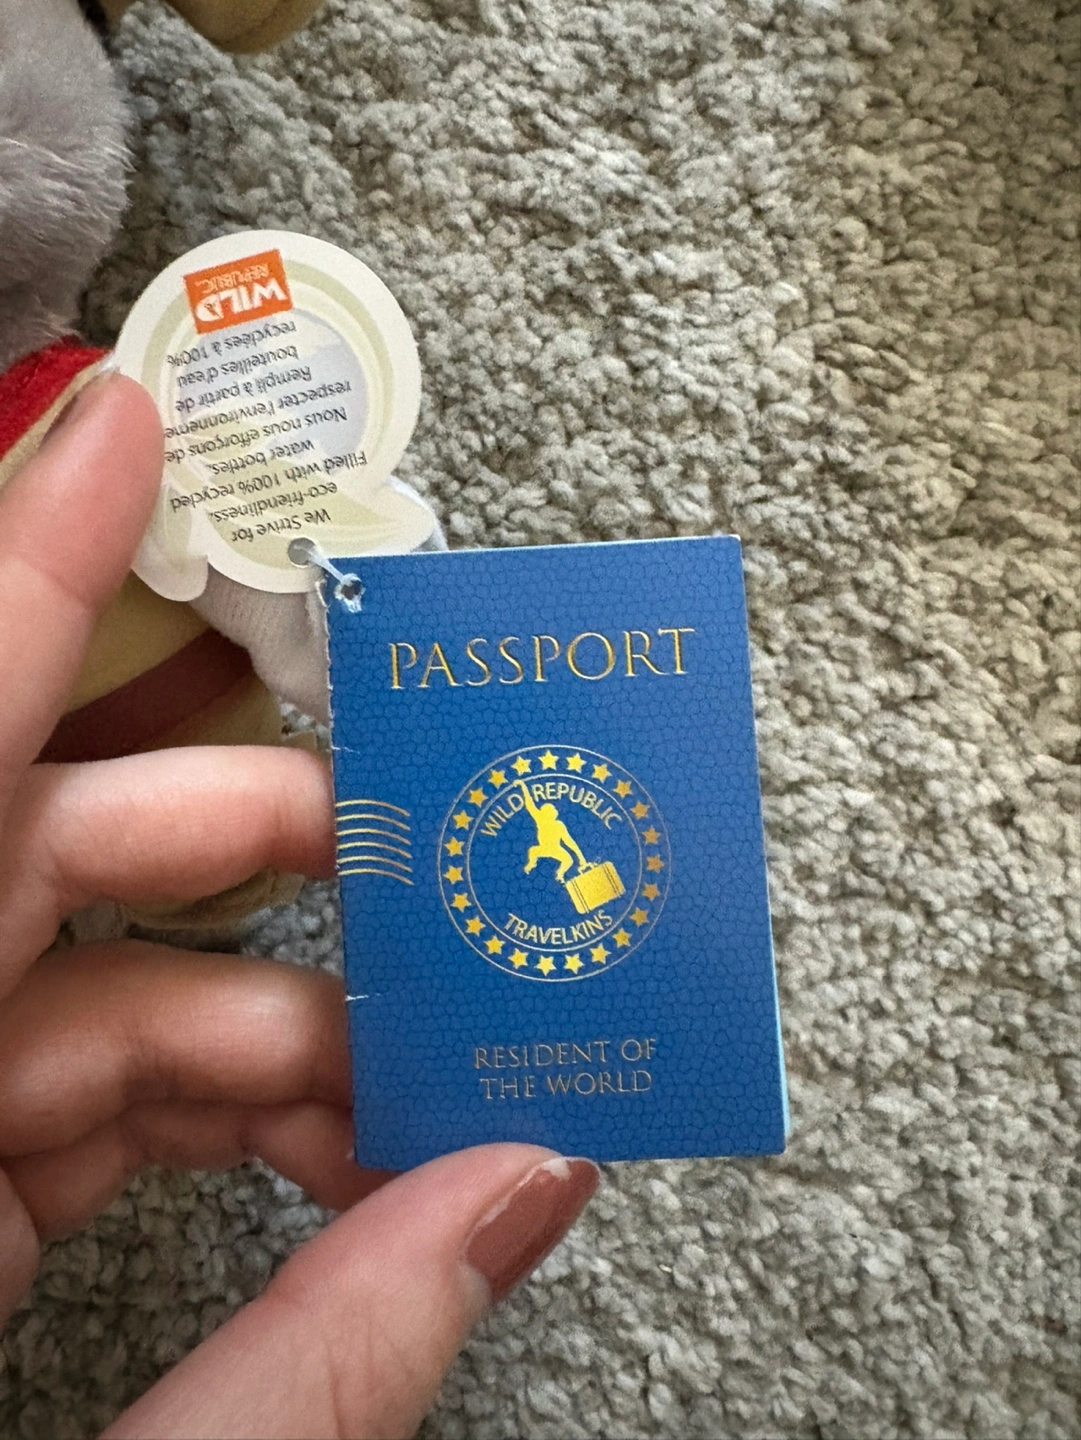 WILD
REPUBLIC
We Strive for
eco-friendliness.
Filled with 100% recycled
water bottles.
Nous nous efforçons de
respecter l'environneme
Rempli à partir de
bouteilles d'eau
recyclées à 100%
PASSPORT
WILD REPUBLIC
TRAVELKINS
RESIDENT OF
THE WORLD